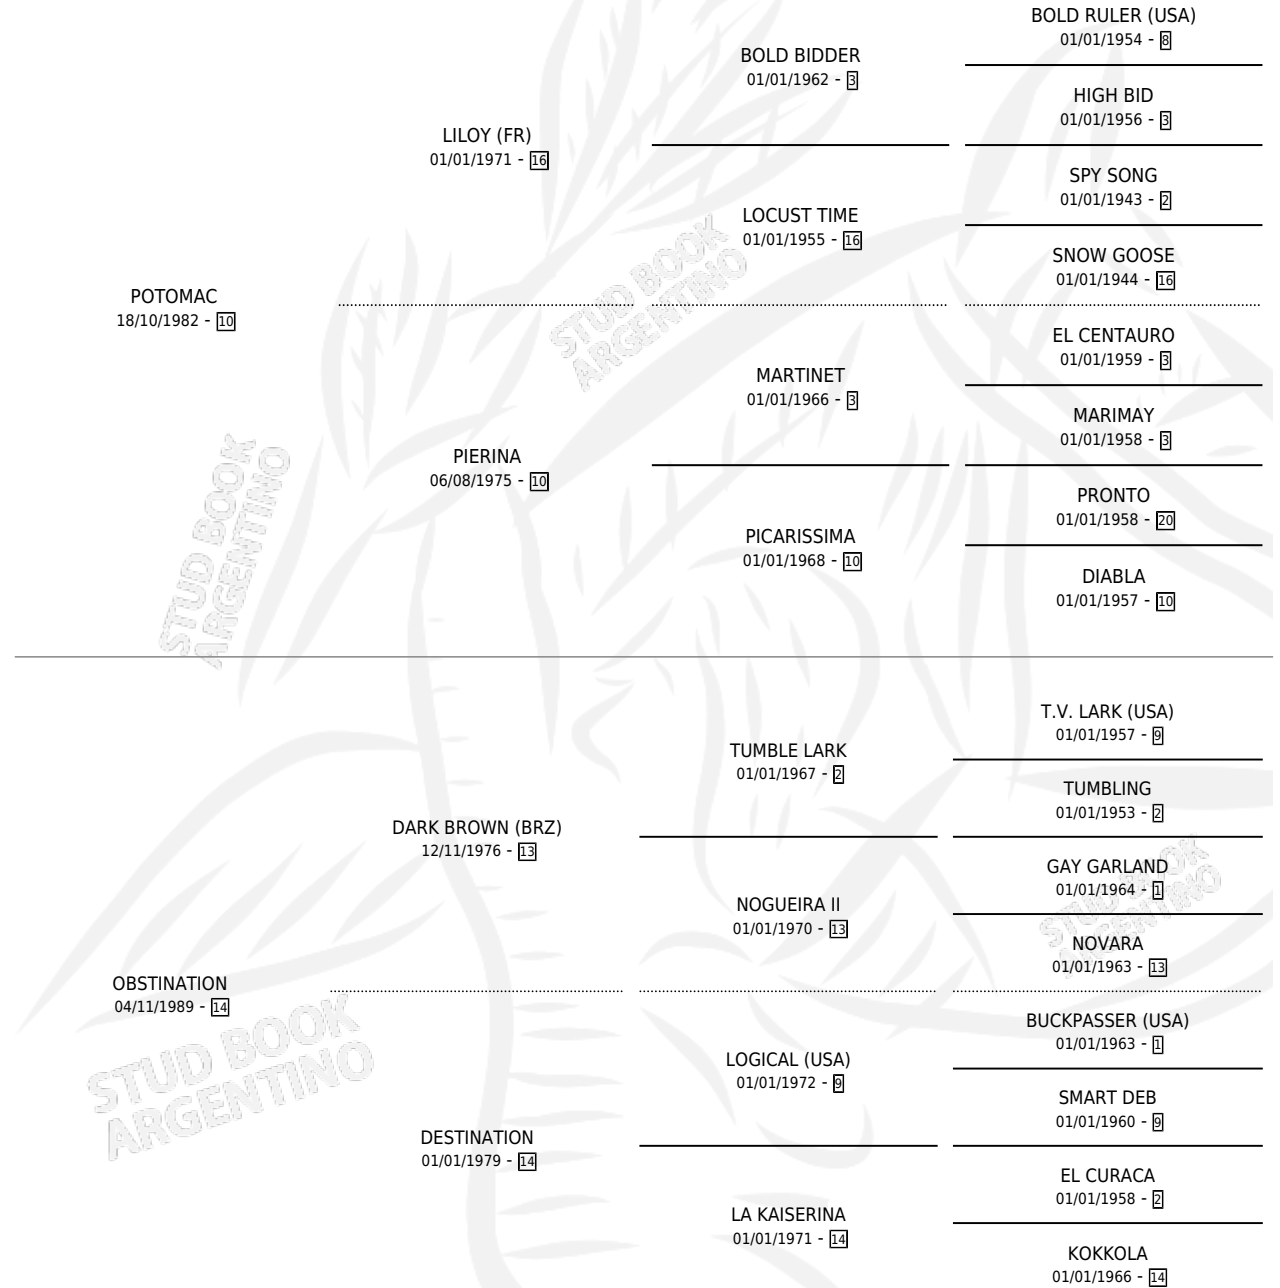 BOLD RULER (USA)
01/01/1954 - 8
BOLD BIDDER
01/01/1962 - 3
HIGH BID
01/01/1956 - 3
LILOY (FR)
01/01/1971 - 16
SPY SONG
01/01/1943 - 2
LOCUST TIME
01/01/1955 - 16
SNOW GOOSE
01/01/1944 - 16
POTOMAC
18/10/1982 - 10
EL CENTAURO
01/01/1959 - 3
MARTINET
01/01/1966 - 3
MARIMAY
01/01/1958 - 3
PIERINA
06/08/1975 - 10
PRONTO
01/01/1958 - 20
PICARISSIMA
01/01/1968 - 10
DIABLA
01/01/1957 - 10
STUD BOOK
ARGENTINO
STUD BOOK
ARGENTINO
T.V. LARK (USA)
01/01/1957 - 9
TUMBLE LARK
01/01/1967 - 2
TUMBLING
01/01/1953 - 2
DARK BROWN (BRZ)
12/11/1976 - 13
GAY GARLAND
01/01/1964 - 1
NOGUEIRA II
01/01/1970 - 13
NOVARA
01/01/1963 - 13
OBSTINATION
04/11/1989 - 14
BUCKPASSER (USA)
01/01/1963 - 1
LOGICAL (USA)
01/01/1972 - 9
SMART DEB
01/01/1960 - 9
DESTINATION
01/01/1979 - 14
EL CURACA
01/01/1958 - 2
LA KAISERINA
01/01/1971 - 14
KOKKOLA
01/01/1966 - 14
STUD BOOK
ARGENTINO
STUD BOOK
ARGENTINO